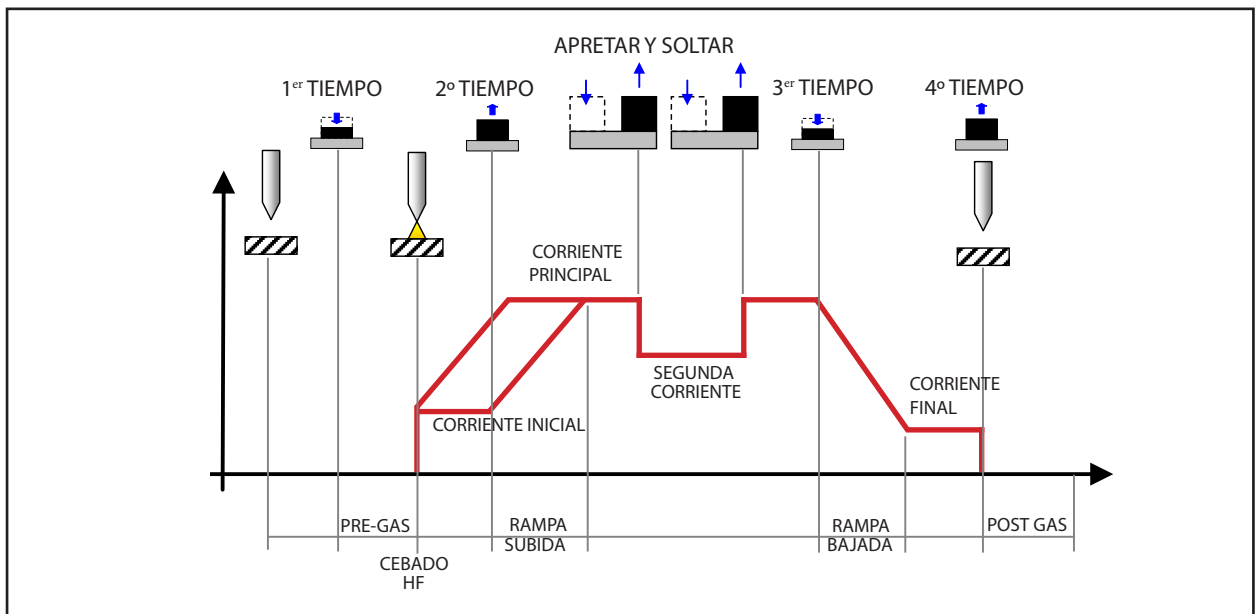 APRETAR Y SOLTAR
1er TIEMPO
2º TIEMPO
3er TIEMPO
4º TIEMPO
CORRIENTE
PRINCIPAL
SEGUNDA
CORRIENTE
CORRIENTE
FINAL
CORRIENTE INICIAL
PRE-GAS
RAMPA
SUBIDA
RAMPA
BAJADA
POST GAS
CEBADO
HF